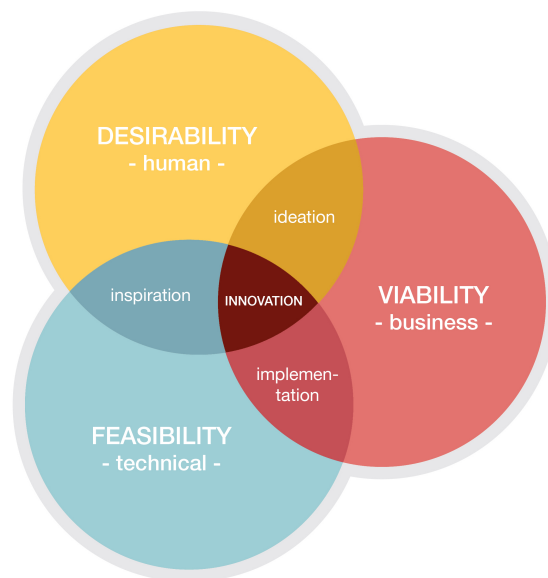 DESIRABILITY
- human -
ideation
inspiration
INNOVATION
VIABILITY
- business -
implemen-
tation
FEASIBILITY
- technical -